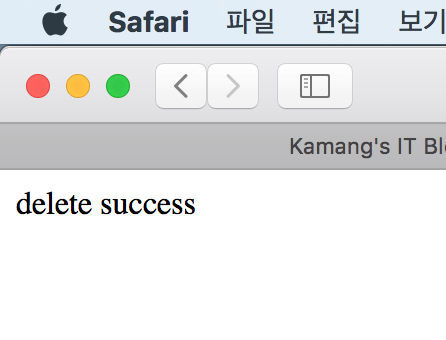 Safari 파일 편집 보기
Kamang's IT Bl
delete success